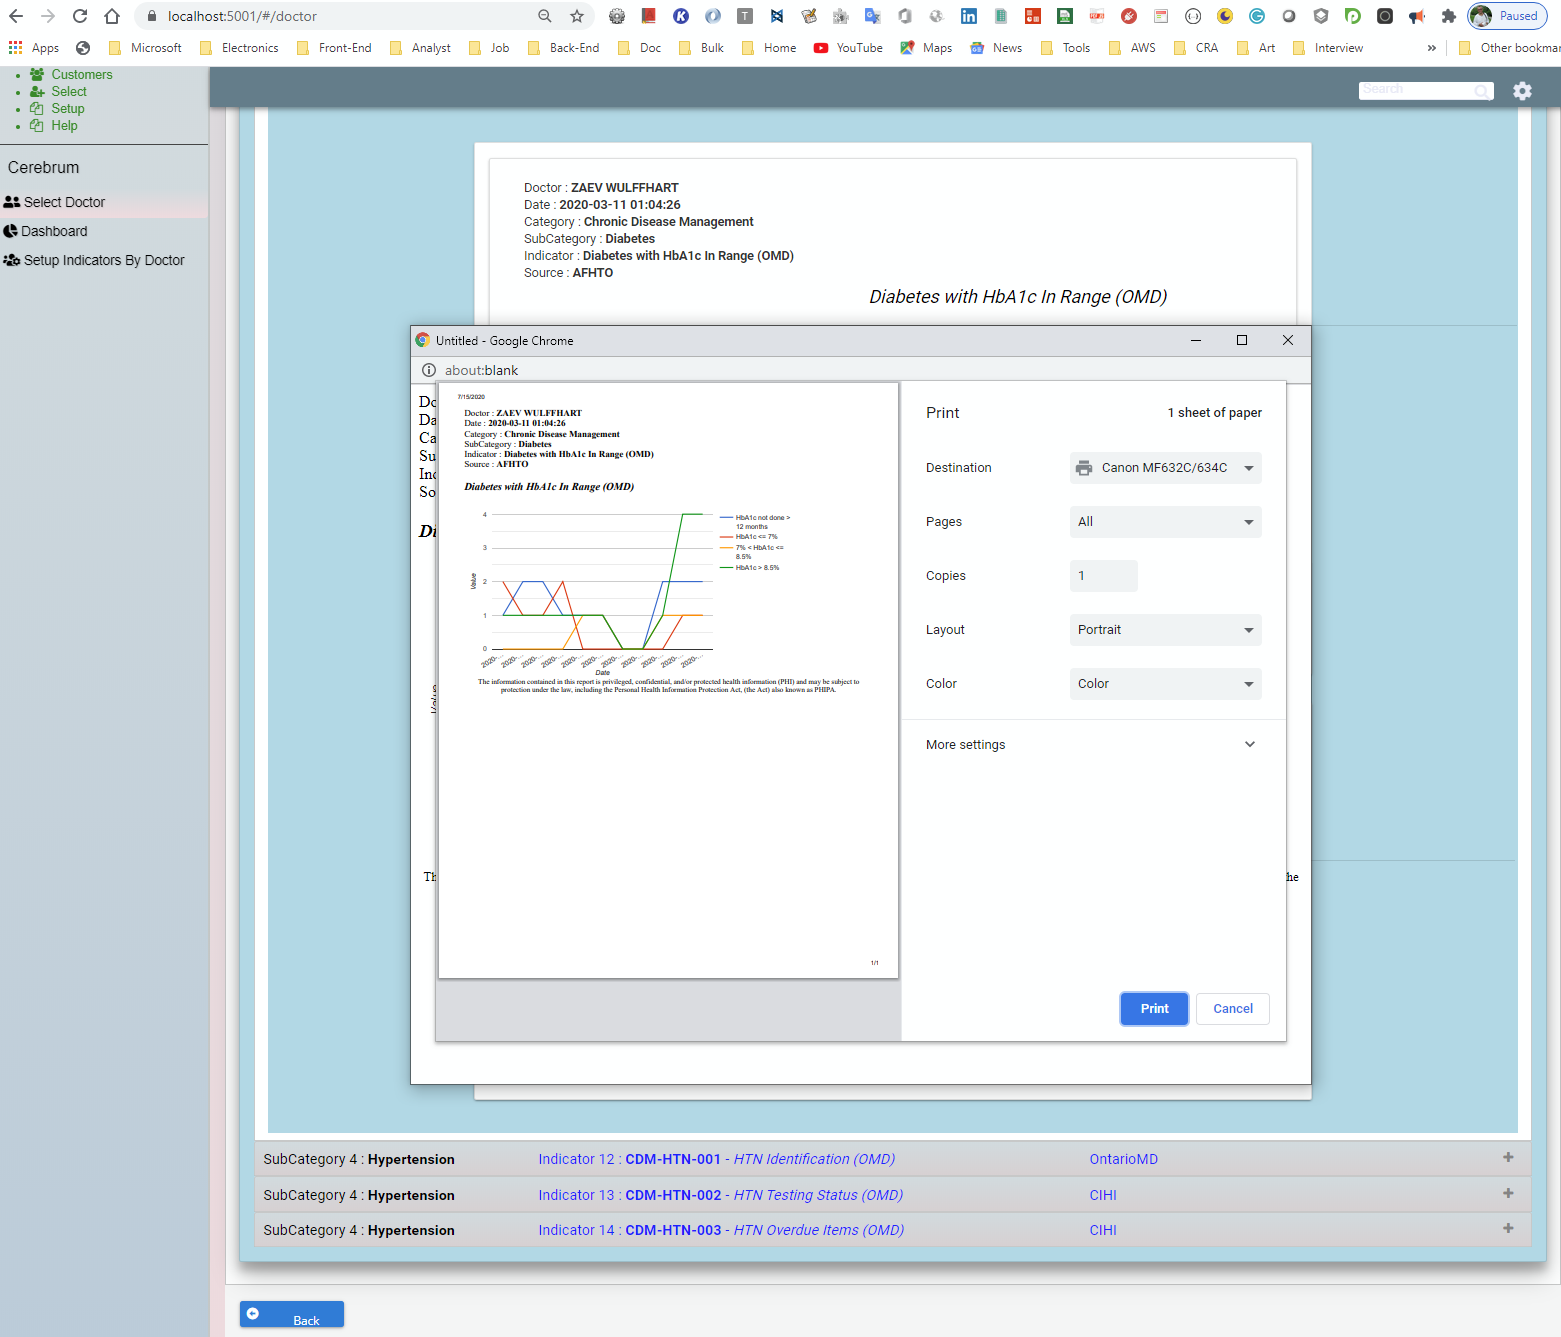 localhost:5001/#/doctor
Paused
Apps
Microsoft
Electronics
Front-End
Analyst
Job
Back-End
Doc
Bulk
Home
YouTube
Maps
News
Tools
AWS
CRA
Art
Interview
»
Other bookmar
Customers
Select
Setup
Help
Search
Cerebrum
Select Doctor
Dashboard
Setup Indicators By Doctor
Doctor : ZAEV WULFFHART
Date : 2020-03-11 01:04:26
Category : Chronic Disease Management
SubCategory : Diabetes
Indicator : Diabetes with HbA1c In Range (OMD)
Source : AFHTO
Diabetes with HbA1c In Range (OMD)
Untitled - Google Chrome
about:blank
Do
Da
Ca
Su
Ind
So
Di
Th
he
7/15/2020
Doctor : ZAEV WULFFHART
Date : 2020-03-11 01:04:26
Category : Chronic Disease Management
SubCategory : Diabetes
Indicator : Diabetes with HbA1c In Range (OMD)
Source : AFHTO
Diabetes with HbA1c In Range (OMD)
4
3
2
1
0
Value
2020-...
2020-...
2020-...
2020-...
2020-...
2020-...
2020-...
2020-...
2020-...
2020-...
2020-...
Date
HbA1c not done >
12 months
HbA1c <= 7%
7% < HbA1c <=
8.5%
HbA1c > 8.5%
The information contained in this report is privileged, confidential, and/or protected health information (PHI) and may be subject to
protection under the law, including the Personal Health Information Protection Act, (the Act) also known as PHIPA.
1/1
Print
1 sheet of paper
Destination
Canon MF632C/634C
Pages
All
Copies
1
Layout
Portrait
Color
Color
More settings
Print
Cancel
SubCategory 4 : Hypertension
Indicator 12 : CDM-HTN-001 - HTN Identification (OMD)
OntarioMD
SubCategory 4 : Hypertension
Indicator 13 : CDM-HTN-002 - HTN Testing Status (OMD)
CIHI
SubCategory 4 : Hypertension
Indicator 14 : CDM-HTN-003 - HTN Overdue Items (OMD)
CIHI
Back